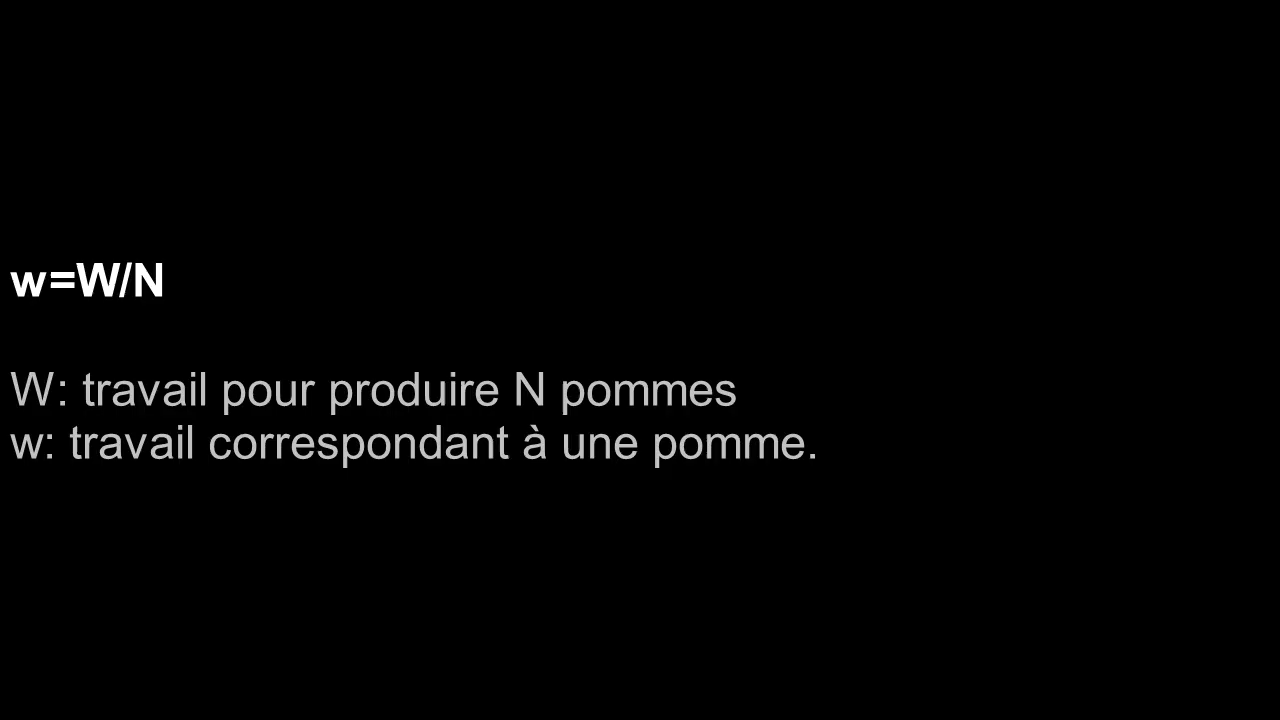 w=W/N
W: travail pour produire N pommes
w: travail correspondant à une pomme.